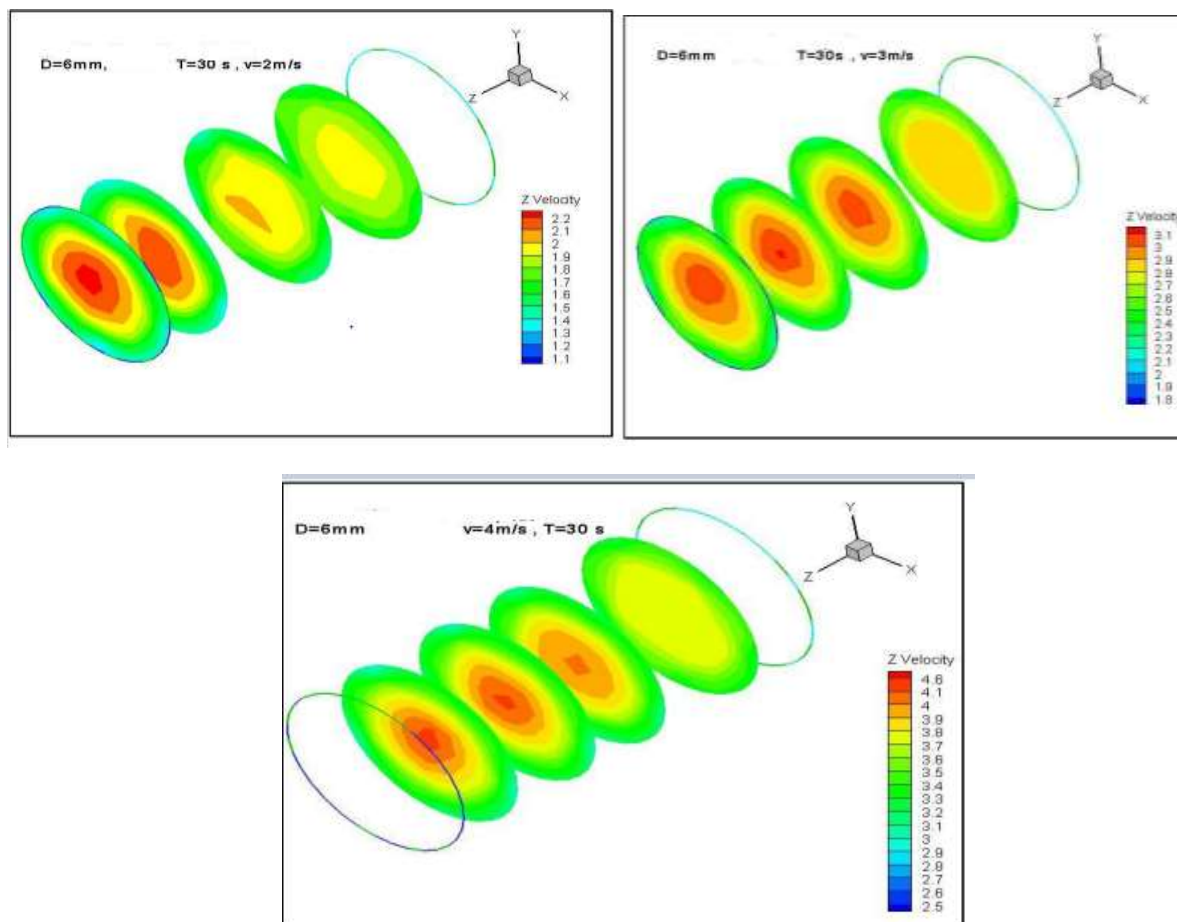 D=6mm, T=30 s , v=2m/s
Y
Z
X
Z Velocity
2.2
2.1
2
1.9
1.8
1.7
1.6
1.5
1.4
1.3
1.2
1.1
D=6mm T=30s , v=3m/s
Y
Z
X
Z Velocity
3.1
3
2.9
2.8
2.7
2.6
2.5
2.4
2.3
2.2
2.1
2
1.9
1.8
D=6mm v=4m/s , T=30 s
Y
Z
X
Z Velocity
4.6
4.1
4
3.9
3.8
3.7
3.6
3.5
3.4
3.3
3.2
3.1
3
2.9
2.8
2.7
2.6
2.5